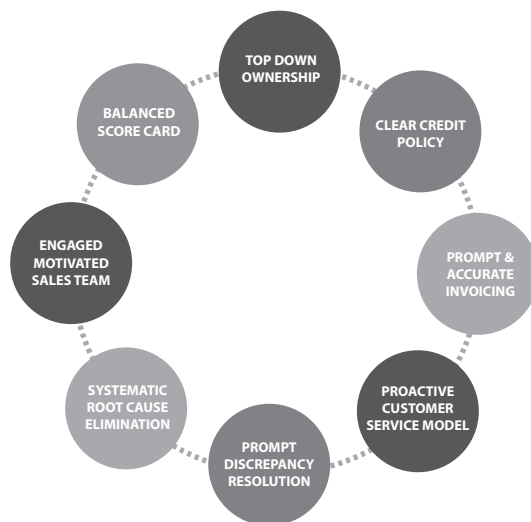 TOP DOWN
OWNERSHIP
CLEAR CREDIT
POLICY
PROMPT &
ACCURATE
INVOICING
PROACTIVE
CUSTOMER
SERVICE MODEL
PROMPT
DISCREPANCY
RESOLUTION
SYSTEMATIC
ROOT CAUSE
ELIMINATION
ENGAGED
MOTIVATED
SALES TEAM
BALANCED
SCORE CARD